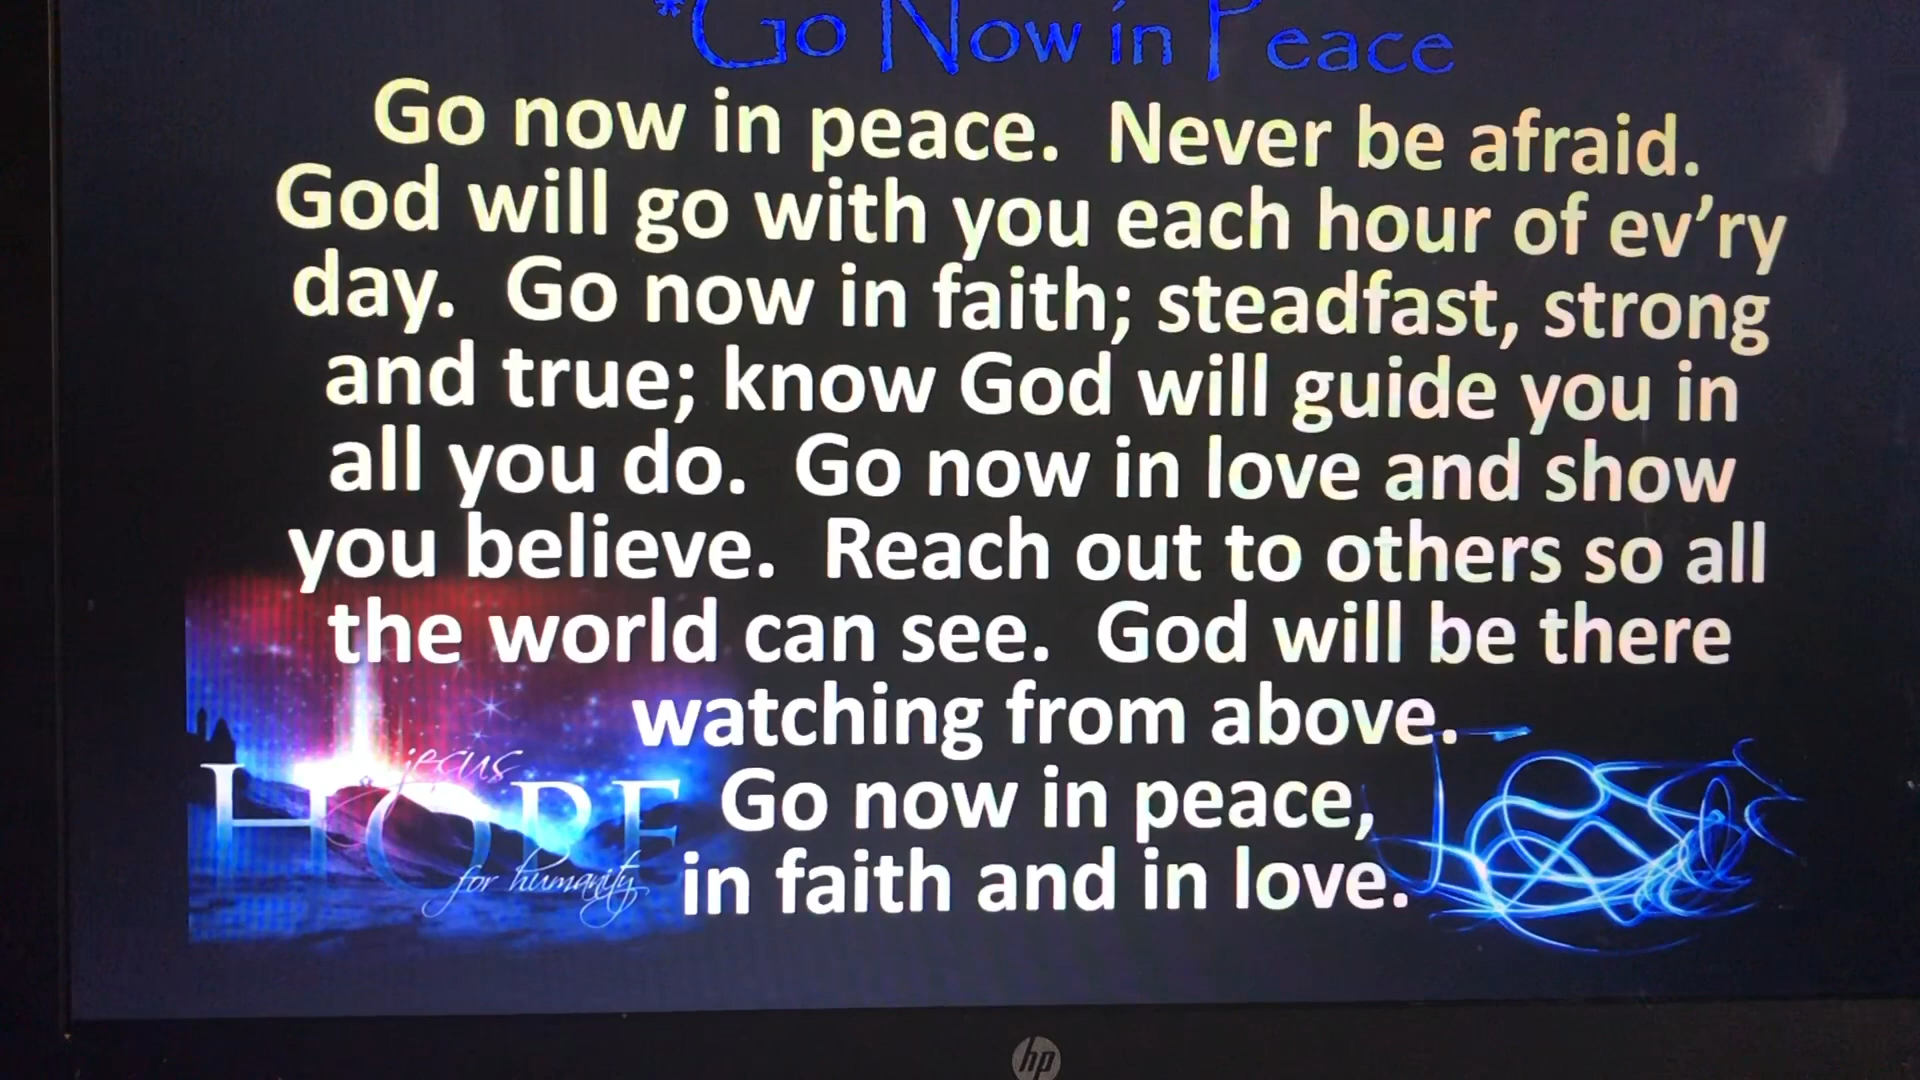 *Go Now in Peace
Go now in peace.  Never be afraid.
God will go with you each hour of ev’ry
day.  Go now in faith; steadfast, strong
and true; know God will guide you in
all you do.  Go now in love and show
you believe.  Reach out to others so all
the world can see.  God will be there
watching from above.
Go now in peace,
in faith and in love.
jesus
HOPE
for humanity
hp